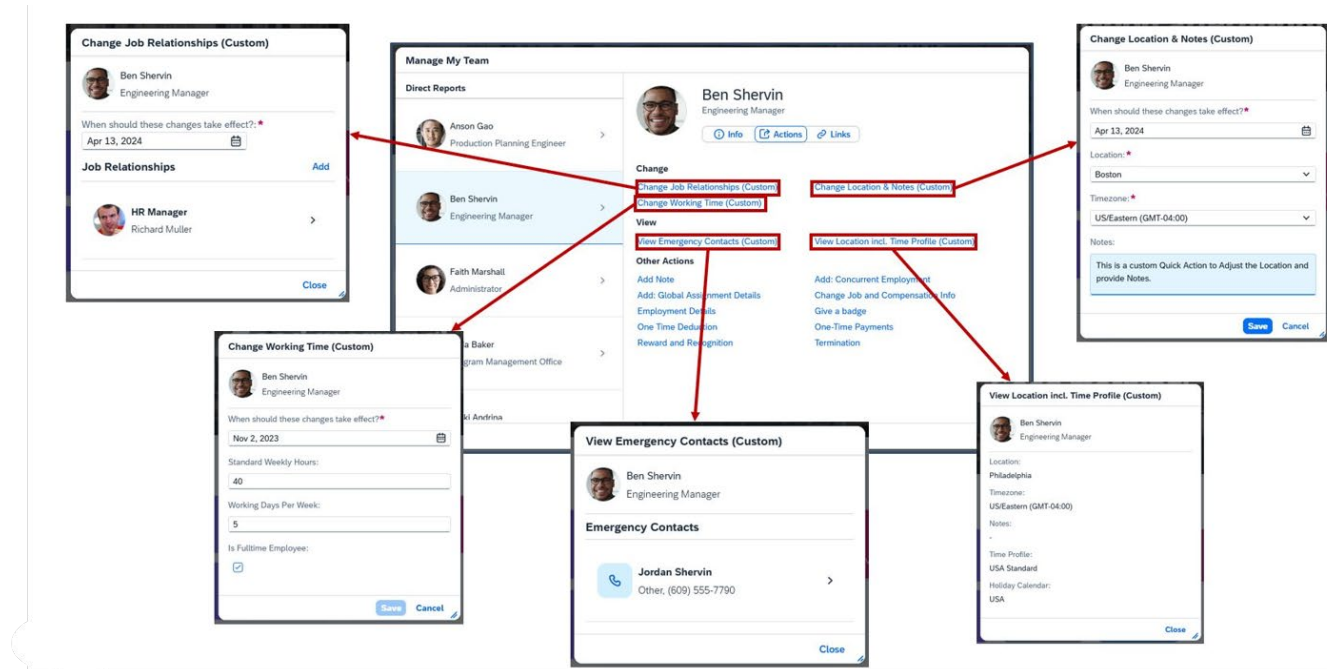 Change Job Relationships (Custom)
Ben Shervin
Engineering Manager
When should these changes take effect?: *
Apr 13, 2024
Job Relationships
Add
HR Manager
Richard Muller
Close
Manage My Team
Direct Reports
Anson Gao
Production Planning Engineer
Ben Shervin
Engineering Manager
Faith Marshall
Administrator
a Baker
gram Management Office
ki Andrina
Ben Shervin
Engineering Manager
Info
Actions
Links
Change
Change Job Relationships (Custom)
Change Location & Notes (Custom)
Change Working Time (Custom)
View
View Emergency Contacts (Custom)
View Location incl. Time Profile (Custom)
Other Actions
Add Note
Add: Concurrent Employment
Add: Global Assignment Details
Change Job and Compensation Info
Employment Details
Give a badge
One Time Deduction
One-Time Payments
Reward and Recognition
Termination
Change Location & Notes (Custom)
Ben Shervin
Engineering Manager
When should these changes take effect?*
Apr 13, 2024
Location: *
Boston
Timezone: *
US/Eastern (GMT-04:00)
Notes:
This is a custom Quick Action to Adjust the Location and
provide Notes.
Save
Cancel
Change Working Time (Custom)
Ben Shervin
Engineering Manager
When should these changes take effect?*
Nov 2, 2023
Standard Weekly Hours:
40
Working Days Per Week:
5
Is Fulltime Employee:
Save
Cancel
View Emergency Contacts (Custom)
Ben Shervin
Engineering Manager
Emergency Contacts
Jordan Shervin
Other, (609) 555-7790
Close
View Location incl. Time Profile (Custom)
Ben Shervin
Engineering Manager
Location:
Philadelphia
Timezone:
US/Eastern (GMT-04:00)
Notes:
-
Time Profile:
USA Standard
Holiday Calendar:
USA
Close